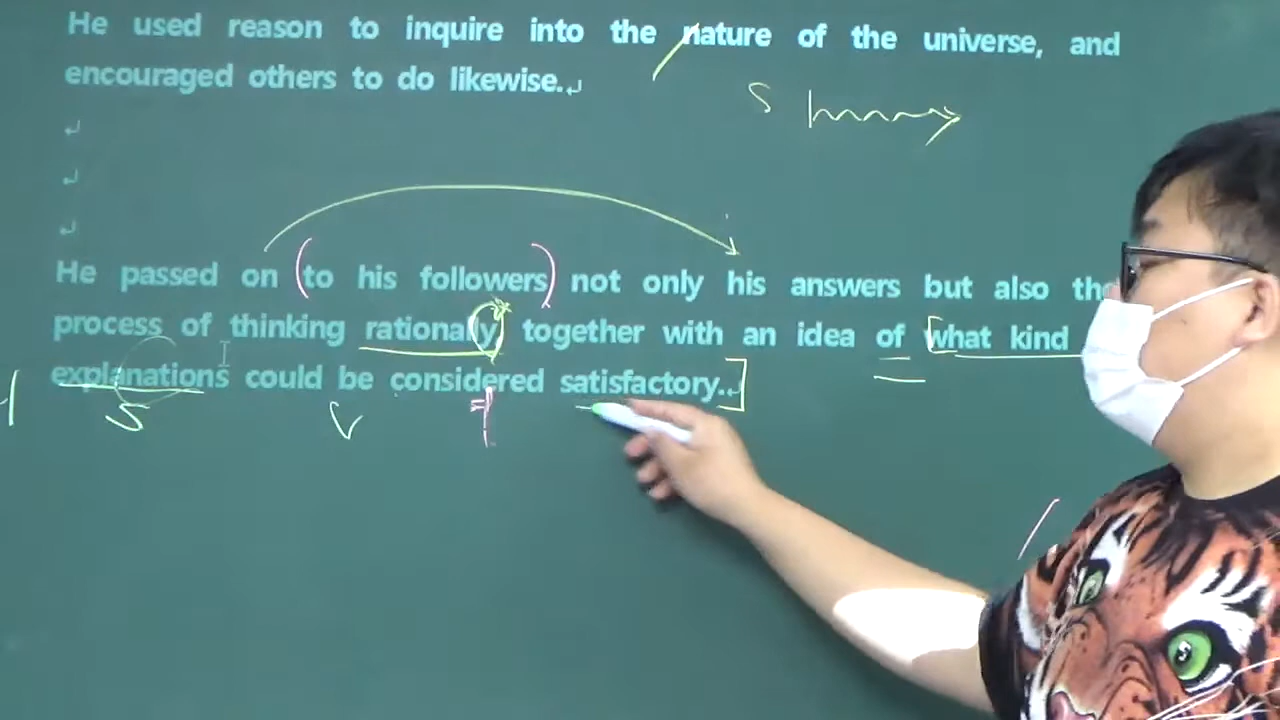 He used reason to inquire into the nature of the universe, and
encouraged others to do likewise.
S
He passed on (to his followers) not only his answers but also the
process of thinking rationally together with an idea of [what kind
explanations could be considered satisfactory..]
S V